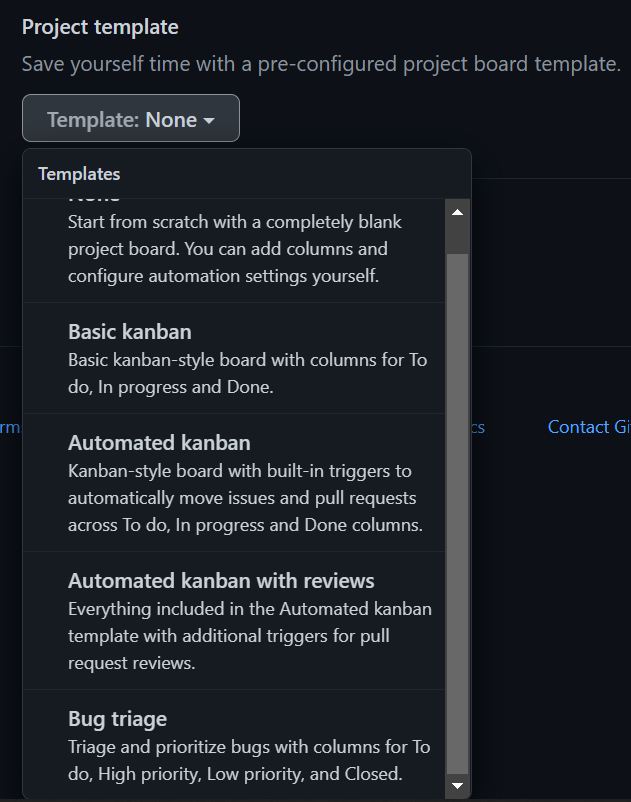 Project template
Save yourself time with a pre-configured project board template.
Template: None
Templates
None
Start from scratch with a completely blank
project board. You can add columns and
configure automation settings yourself.
Basic kanban
Basic kanban-style board with columns for To
do, In progress and Done.
Automated kanban
Kanban-style board with built-in triggers to
automatically move issues and pull requests
across To do, In progress and Done columns.
Automated kanban with reviews
Everything included in the Automated kanban
template with additional triggers for pull
request reviews.
Bug triage
Triage and prioritize bugs with columns for To
do, High priority, Low priority, and Closed.
Contact Gi